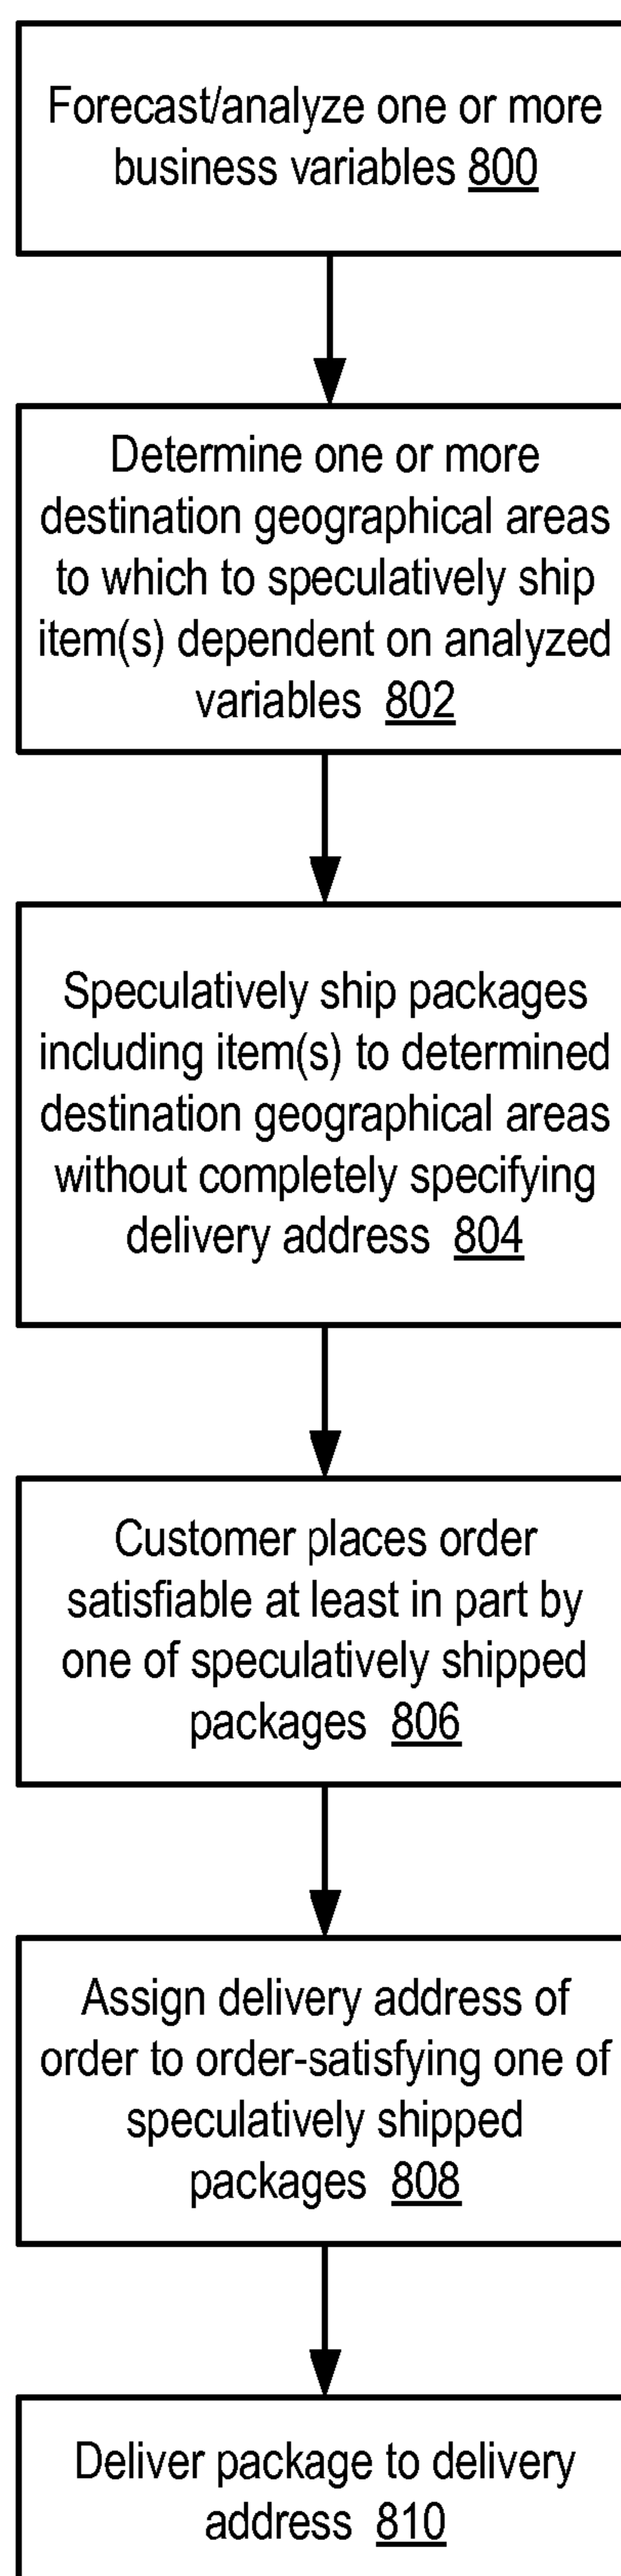 Forecast/analyze one or more
business variables 800
Determine one or more
destination geographical areas
to which to speculatively ship
item(s) dependent on analyzed
variables 802
Speculatively ship packages
including item(s) to determined
destination geographical areas
without completely specifying
delivery address 804
Customer places order
satisfiable at least in part by
one of speculatively shipped
packages 806
Assign delivery address of
order to order-satisfying one of
speculatively shipped
packages 808
Deliver package to delivery
address 810